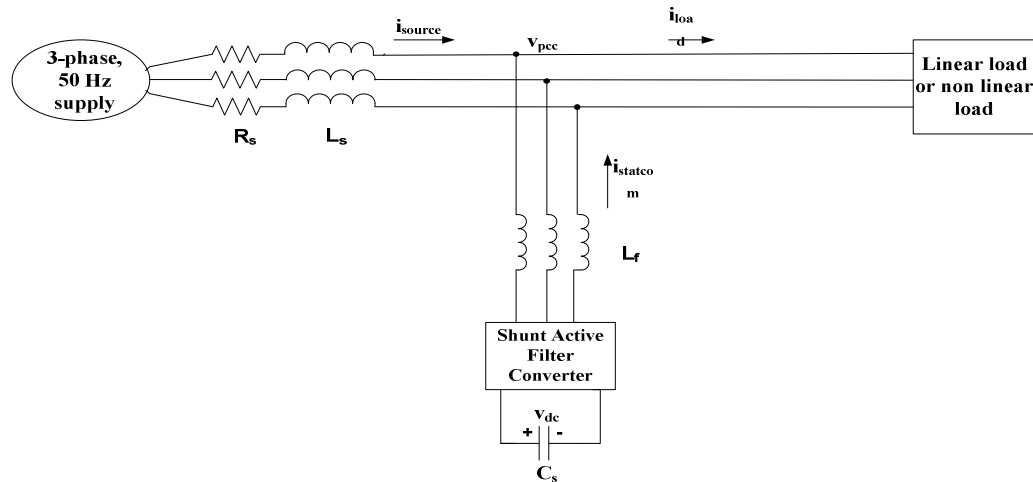 3-phase,
50 Hz
supply
Rs
Ls
isource
vpcc
iloa
d
Linear load
or non linear
load
istatco
m
Lf
Shunt Active
Filter
Converter
vdc
+ -
Cs